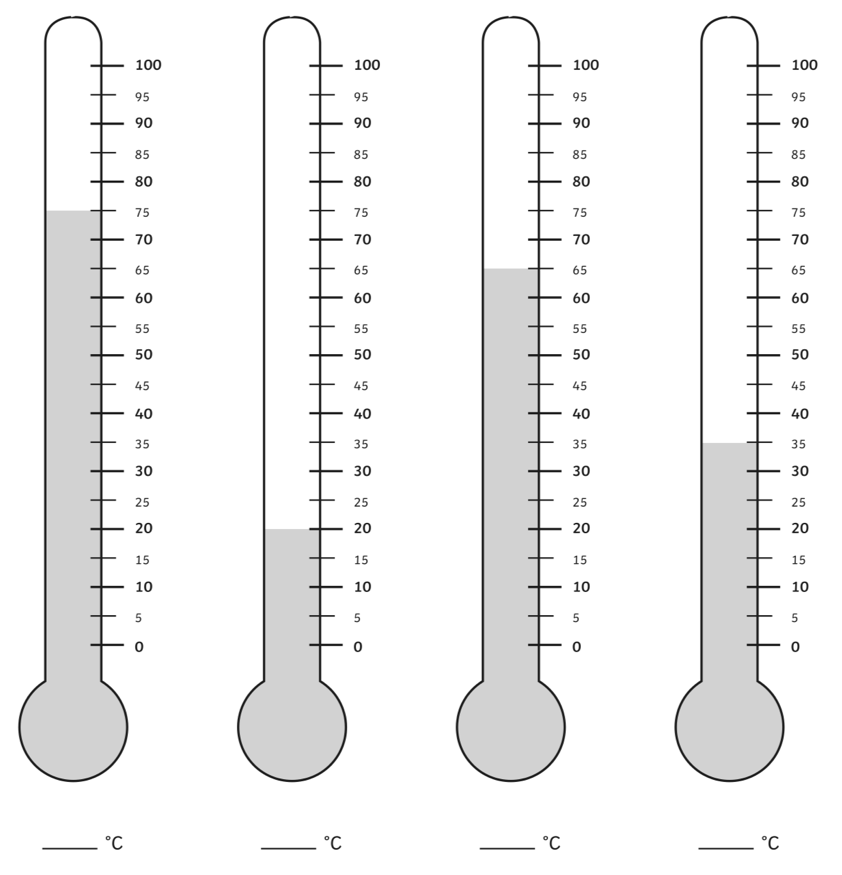 100 100 100 100
95 95 95 95
90 90 90 90
85 85 85 85
80 80 80 80
75 75 75 75
70 70 70 70
65 65 65 65
60 60 60 60
55 55 55 55
50 50 50 50
45 45 45 45
40 40 40 40
35 35 35 35
30 30 30 30
25 25 25 25
20 20 20 20
15 15 15 15
10 10 10 10
5 5 5 5
0 0 0 0
______ °C ______ °C ______ °C ______ °C